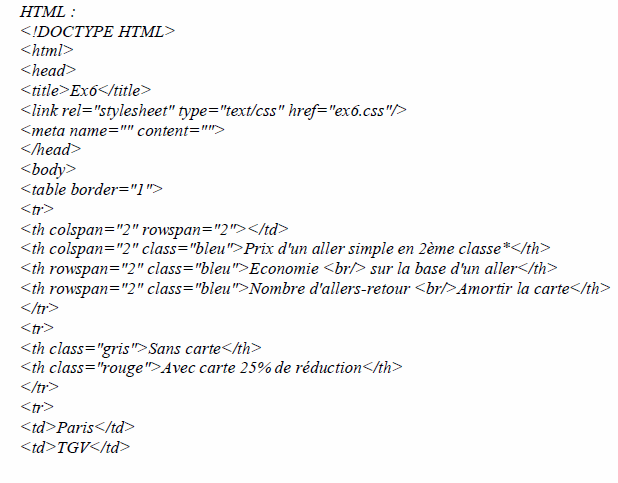 HTML :
<!DOCTYPE HTML>
<html>
<head>
<title>Ex6</title>
<link rel="stylesheet" type="text/css" href="ex6.css"/>
<meta name="" content="">
</head>
<body>
<table border="1">
<tr>
<th colspan="2" rowspan="2"></td>
<th colspan="2" class="bleu">Prix d'un aller simple en 2ème classe*</th>
<th rowspan="2" class="bleu">Economie <br/> sur la base d'un aller</th>
<th rowspan="2" class="bleu">Nombre d'allers-retour <br/>Amortir la carte</th>
</tr>
<tr>
<th class="gris">Sans carte</th>
<th class="rouge">Avec carte 25% de réduction</th>
</tr>
<tr>
<td>Paris</td>
<td>TGV</td>